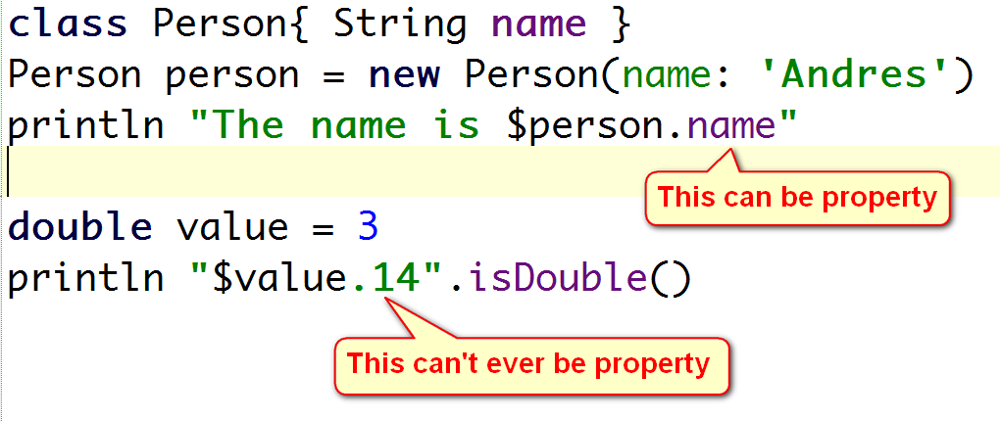 class Person{ String name }
Person person = new Person(name: 'Andres')
println "The name is $person.name"
This can be property
double value = 3
println "$value.14".isDouble()
This can't ever be property